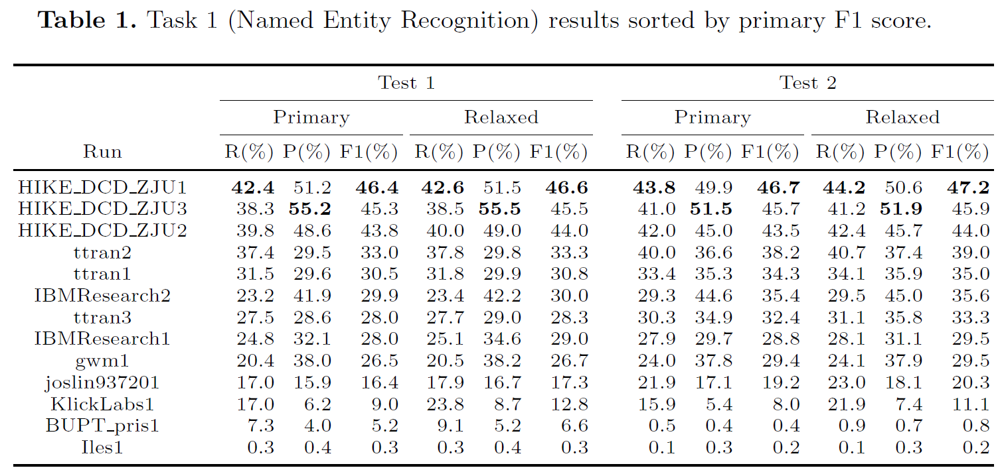 Table 1. Task 1 (Named Entity Recognition) results sorted by primary F1 score.
Test 1 Test 2
Primary Relaxed Primary Relaxed
Run R(%) P(%) F1(%) R(%) P(%) F1(%) R(%) P(%) F1(%) R(%) P(%) F1(%)
HIKE_DCD_ZJU1 42.4 51.2 46.4 42.6 51.5 46.6 43.8 49.9 46.7 44.2 50.6 47.2
HIKE_DCD_ZJU3 38.3 55.2 45.3 38.5 55.5 45.5 41.0 51.5 45.7 41.2 51.9 45.9
HIKE_DCD_ZJU2 39.8 48.6 43.8 40.0 49.0 44.0 42.0 45.0 43.5 42.4 45.7 44.0
ttran2 37.4 29.5 33.0 37.8 29.8 33.3 40.0 36.6 38.2 40.7 37.4 39.0
ttran1 31.5 29.6 30.5 31.8 29.9 30.8 33.4 35.3 34.3 34.1 35.9 35.0
IBMResearch2 23.2 41.9 29.9 23.4 42.2 30.0 29.3 44.6 35.4 29.5 45.0 35.6
ttran3 27.5 28.6 28.0 27.7 29.0 28.3 30.3 34.9 32.4 31.1 35.8 33.3
IBMResearch1 24.8 32.1 28.0 25.1 34.6 29.0 27.9 29.7 28.8 28.1 31.1 29.5
gwm1 20.4 38.0 26.5 20.5 38.2 26.7 24.0 37.8 29.4 24.1 37.9 29.5
joslin937201 17.0 15.9 16.4 17.9 16.7 17.3 21.9 17.1 19.2 23.0 18.1 20.3
KlickLabs1 17.0 6.2 9.0 23.8 8.7 12.8 15.9 5.4 8.0 21.9 7.4 11.1
BUPT_pris1 7.3 4.0 5.2 9.1 5.2 6.6 0.5 0.4 0.4 0.9 0.7 0.8
Iles1 0.3 0.4 0.3 0.3 0.4 0.3 0.1 0.3 0.2 0.1 0.3 0.2